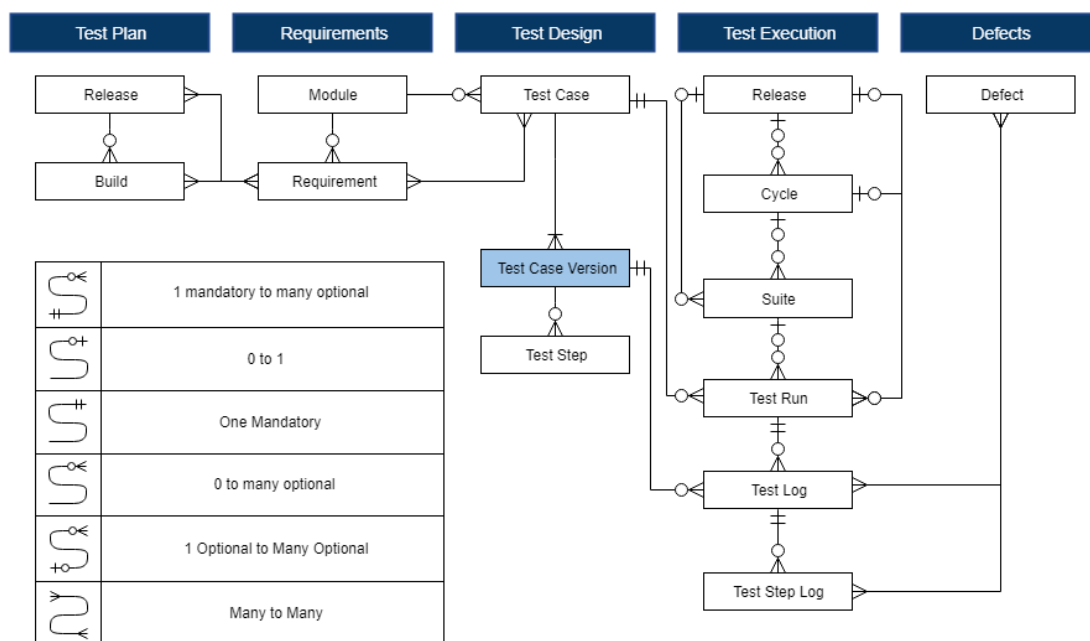 Test Plan
Requirements
Test Design
Test Execution
Defects
Release
Module
Test Case
Release
Defect
Build
Requirement
Cycle
Test Case Version
Suite
Test Step
Test Run
Test Log
Test Step Log
1 mandatory to many optional
0 to 1
One Mandatory
0 to many optional
1 Optional to Many Optional
Many to Many